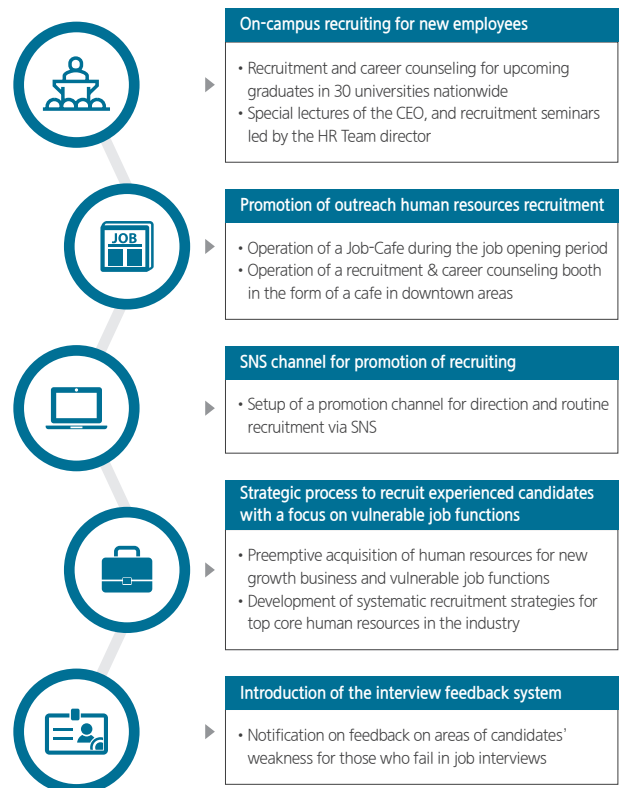 On-campus recruiting for new employees
• Recruitment and career counseling for upcoming
graduates in 30 universities nationwide
• Special lectures of the CEO, and recruitment seminars
led by the HR Team director
JOB
Promotion of outreach human resources recruitment
• Operation of a Job-Cafe during the job opening period
• Operation of a recruitment & career counseling booth
in the form of a cafe in downtown areas
SNS channel for promotion of recruiting
• Setup of a promotion channel for direction and routine
recruitment via SNS
Strategic process to recruit experienced candidates
with a focus on vulnerable job functions
• Preemptive acquisition of human resources for new
growth business and vulnerable job functions
• Development of systematic recruitment strategies for
top core human resources in the industry
Introduction of the interview feedback system
• Notification on feedback on areas of candidates'
weakness for those who fail in job interviews